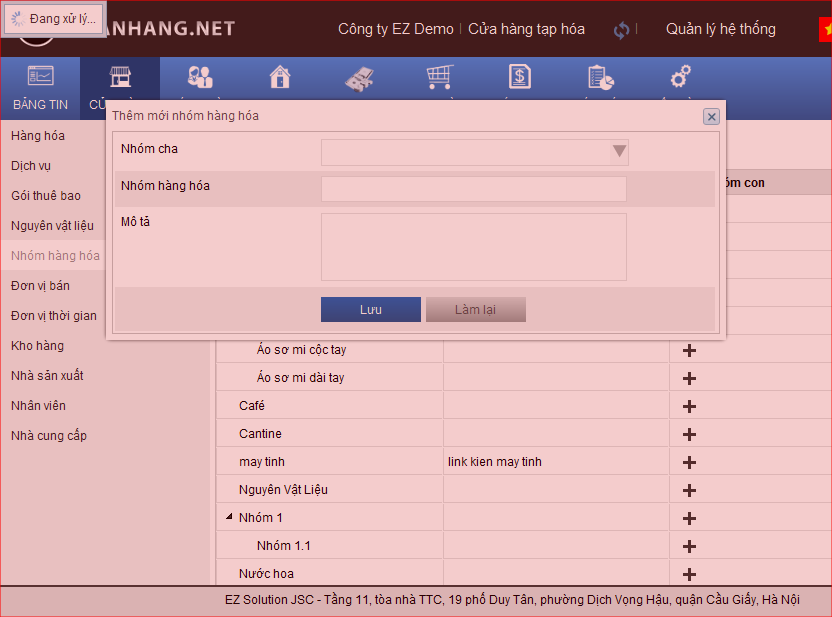 Đang xử lý...
ANHANG.NET
Công ty EZ Demo | Cửa hàng tạp hóa | Quản lý hệ thống
BẢNG TIN
Thêm mới nhóm hàng hóa
Nhóm cha
Nhóm hàng hóa
Mô tả
Lưu
Làm lại
Hàng hóa
Dịch vụ
Gói thuê bao
Nguyên vật liệu
Nhóm hàng hóa
Đơn vị bán
Đơn vị thời gian
Kho hàng
Nhà sản xuất
Nhân viên
Nhà cung cấp
con
Áo sơ mi cộc tay
Áo sơ mi dài tay
Café
Cantine
may tinh link kien may tinh
Nguyên Vật Liệu
Nhóm 1
Nhóm 1.1
Nước hoa
EZ Solution JSC - Tầng 11, tòa nhà TTC, 19 phố Duy Tân, phường Dịch Vọng Hậu, quận Cầu Giấy, Hà Nội